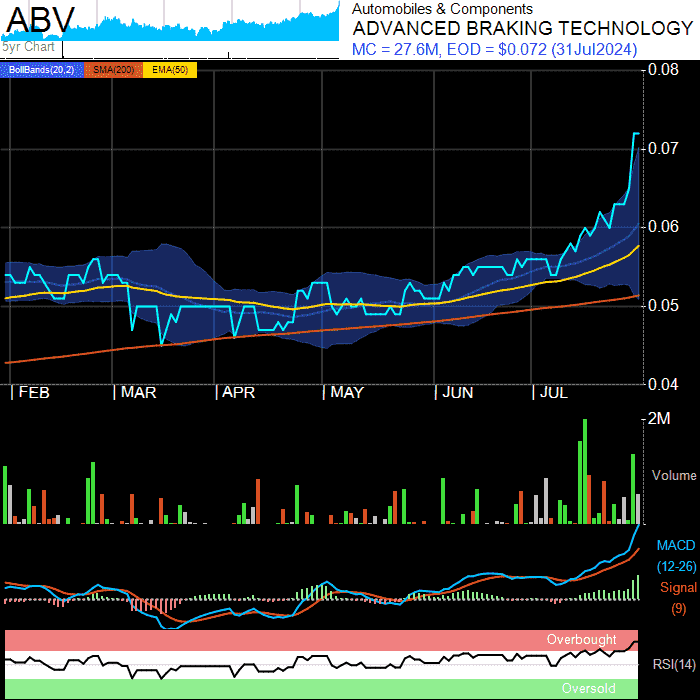 ABV
5yr Chart
Automobiles & Components
ADVANCED BRAKING TECHNOLOGY
MC = 27.6M, EOD = $0.072 (31Jul2024)
BollBands(20,2) SMA(200) EMA(50)
0.08
0.07
0.06
0.05
0.04
FEB MAR APR MAY JUN JUL
2M
Volume
MACD
(12-26)
Signal
(9)
Overbought
RSI(14)
Oversold